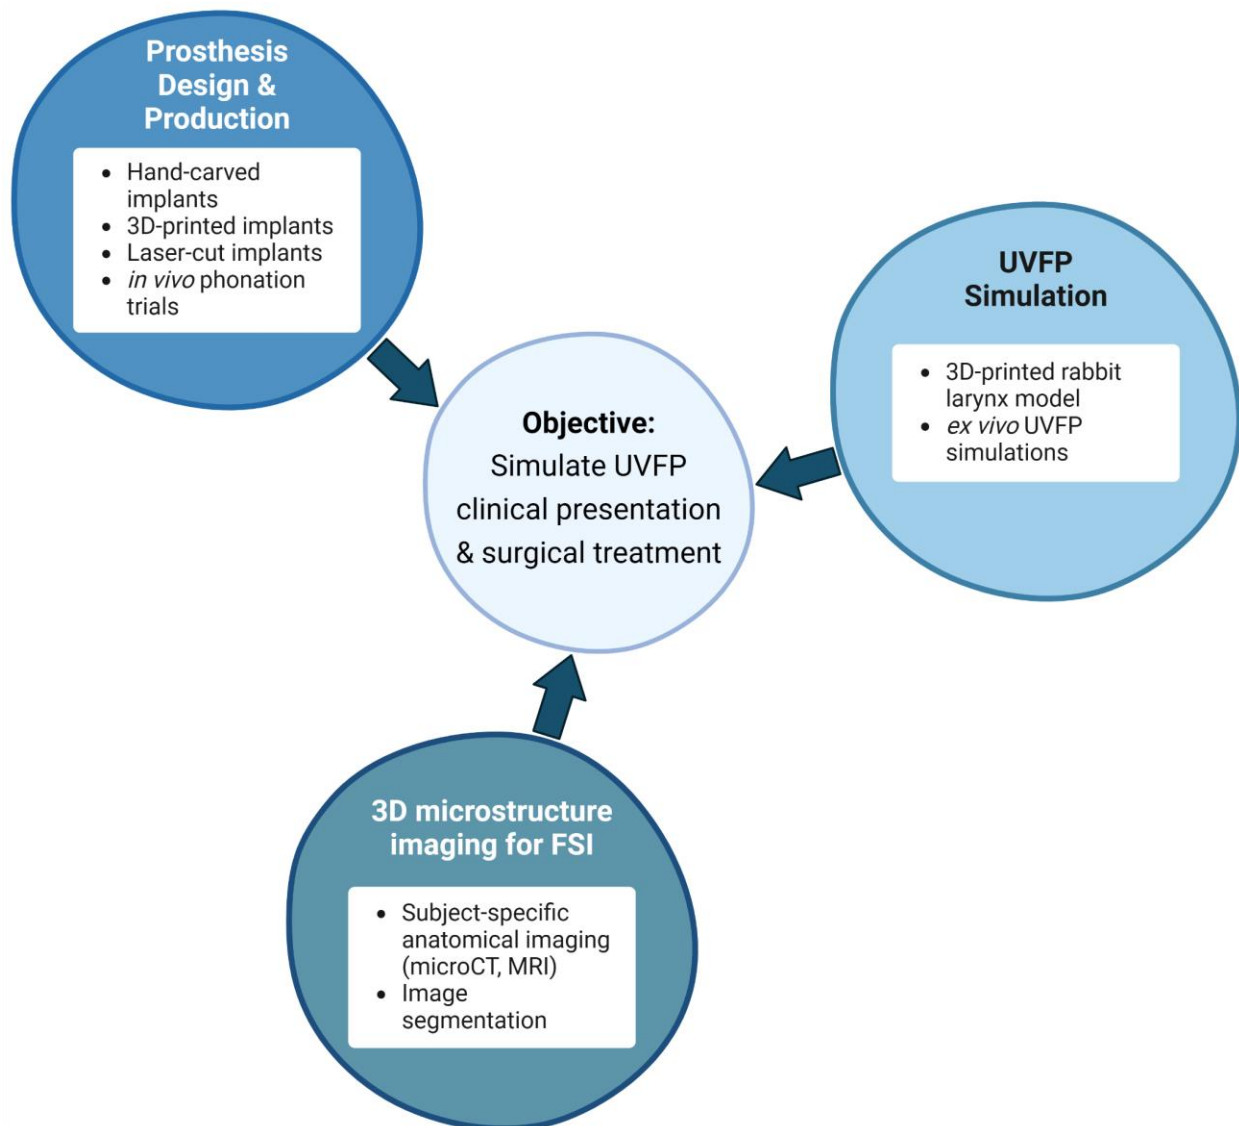 Prosthesis
Design &
Production
• Hand-carved
implants
• 3D-printed implants
• Laser-cut implants
• in vivo phonation
trials
UVFP
Simulation
• 3D-printed rabbit
larynx model
• ex vivo UVFP
simulations
Objective:
Simulate UVFP
clinical presentation
& surgical treatment
3D microstructure
imaging for FSI
• Subject-specific
anatomical imaging
(microCT, MRI)
• Image
segmentation